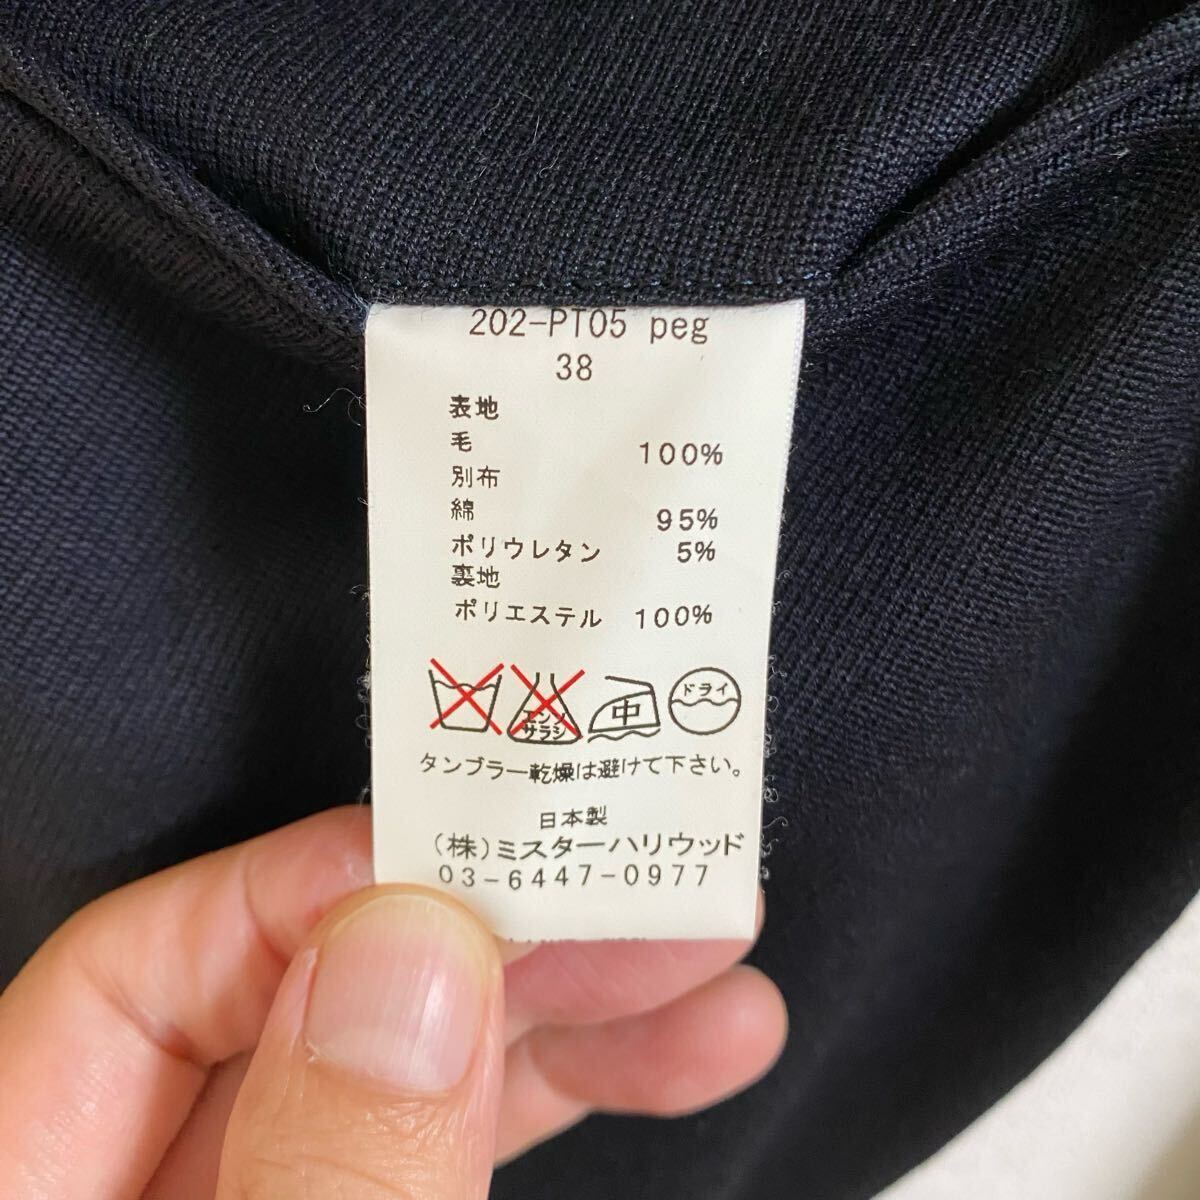 202-PT05 peg
38
表地
毛 100%
別布
綿 95%
ポリウレタン 5%
裏地
ポリエステル 100%
エンソ サラシ 中 ドライ
タンブラー乾燥は避けて下さい。
日本製
(株)ミスターハリウッド
03-6447-0977